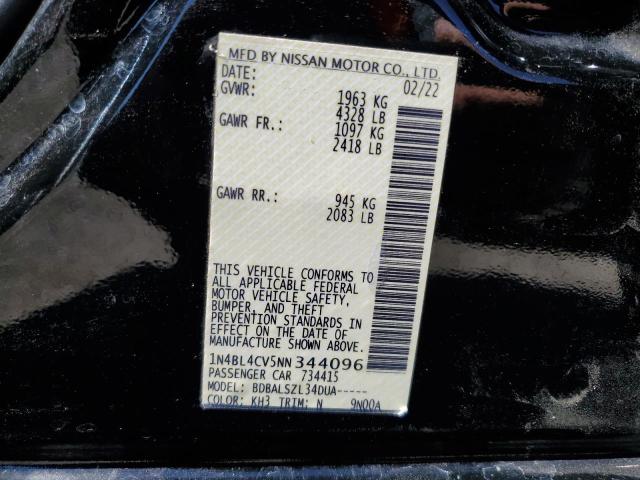 MFD BY NISSAN MOTOR CO., LTD.
DATE: 02/22
GVWR: 1963 KG
4328 LB
GAWR FR.: 1097 KG
2418 LB
GAWR RR.: 945 KG
2083 LB
THIS VEHICLE CONFORMS TO
ALL APPLICABLE FEDERAL
MOTOR VEHICLE SAFETY,
BUMPER, AND THEFT
PREVENTION STANDARDS IN
EFFECT ON THE DATE OF
MANUFACTURE SHOWN ABOVE.
1N4BL4CV5NN344096
PASSENGER CAR 734415
MODEL: BDBALSZL34DUA-----
COLOR: KH3 TRIM: N 9N00A